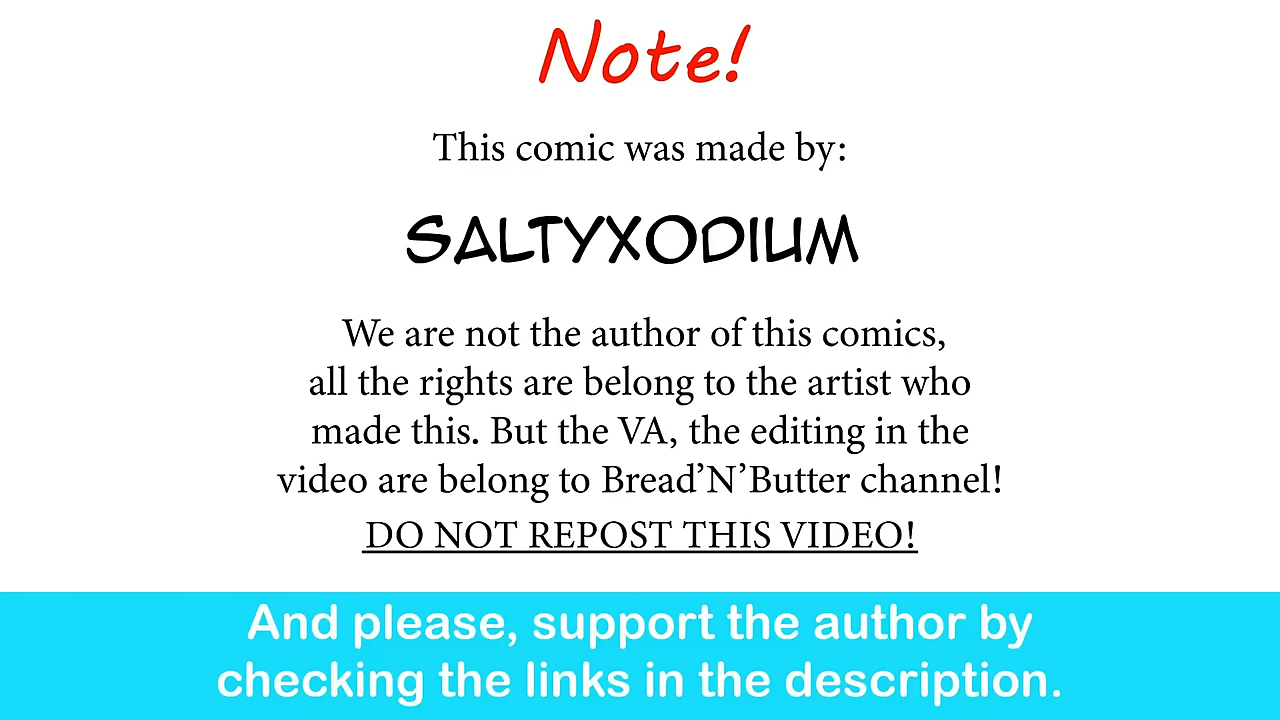 Note!
This comic was made by:
SALTYXODIUM
We are not the author of this comics,
all the rights are belong to the artist who
made this. But the VA, the editing in the
video are belong to Bread’N’Butter channel!
DO NOT REPOST THIS VIDEO!
And please, support the author by
checking the links in the description.